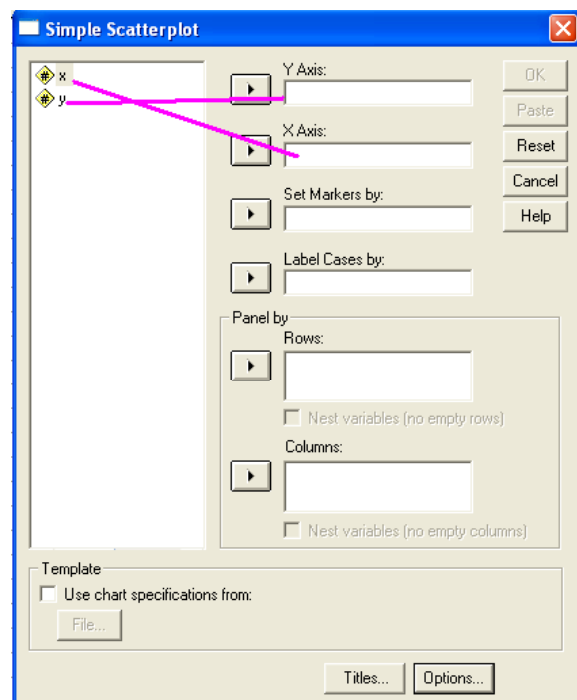 Simple Scatterplot
x
y
Y Axis:
X Axis:
Set Markers by:
Label Cases by:
OK
Paste
Reset
Cancel
Help
Panel by
Rows:
Nest variables (no empty rows)
Columns:
Nest variables (no empty columns)
Template
Use chart specifications from:
File...
Titles...
Options...